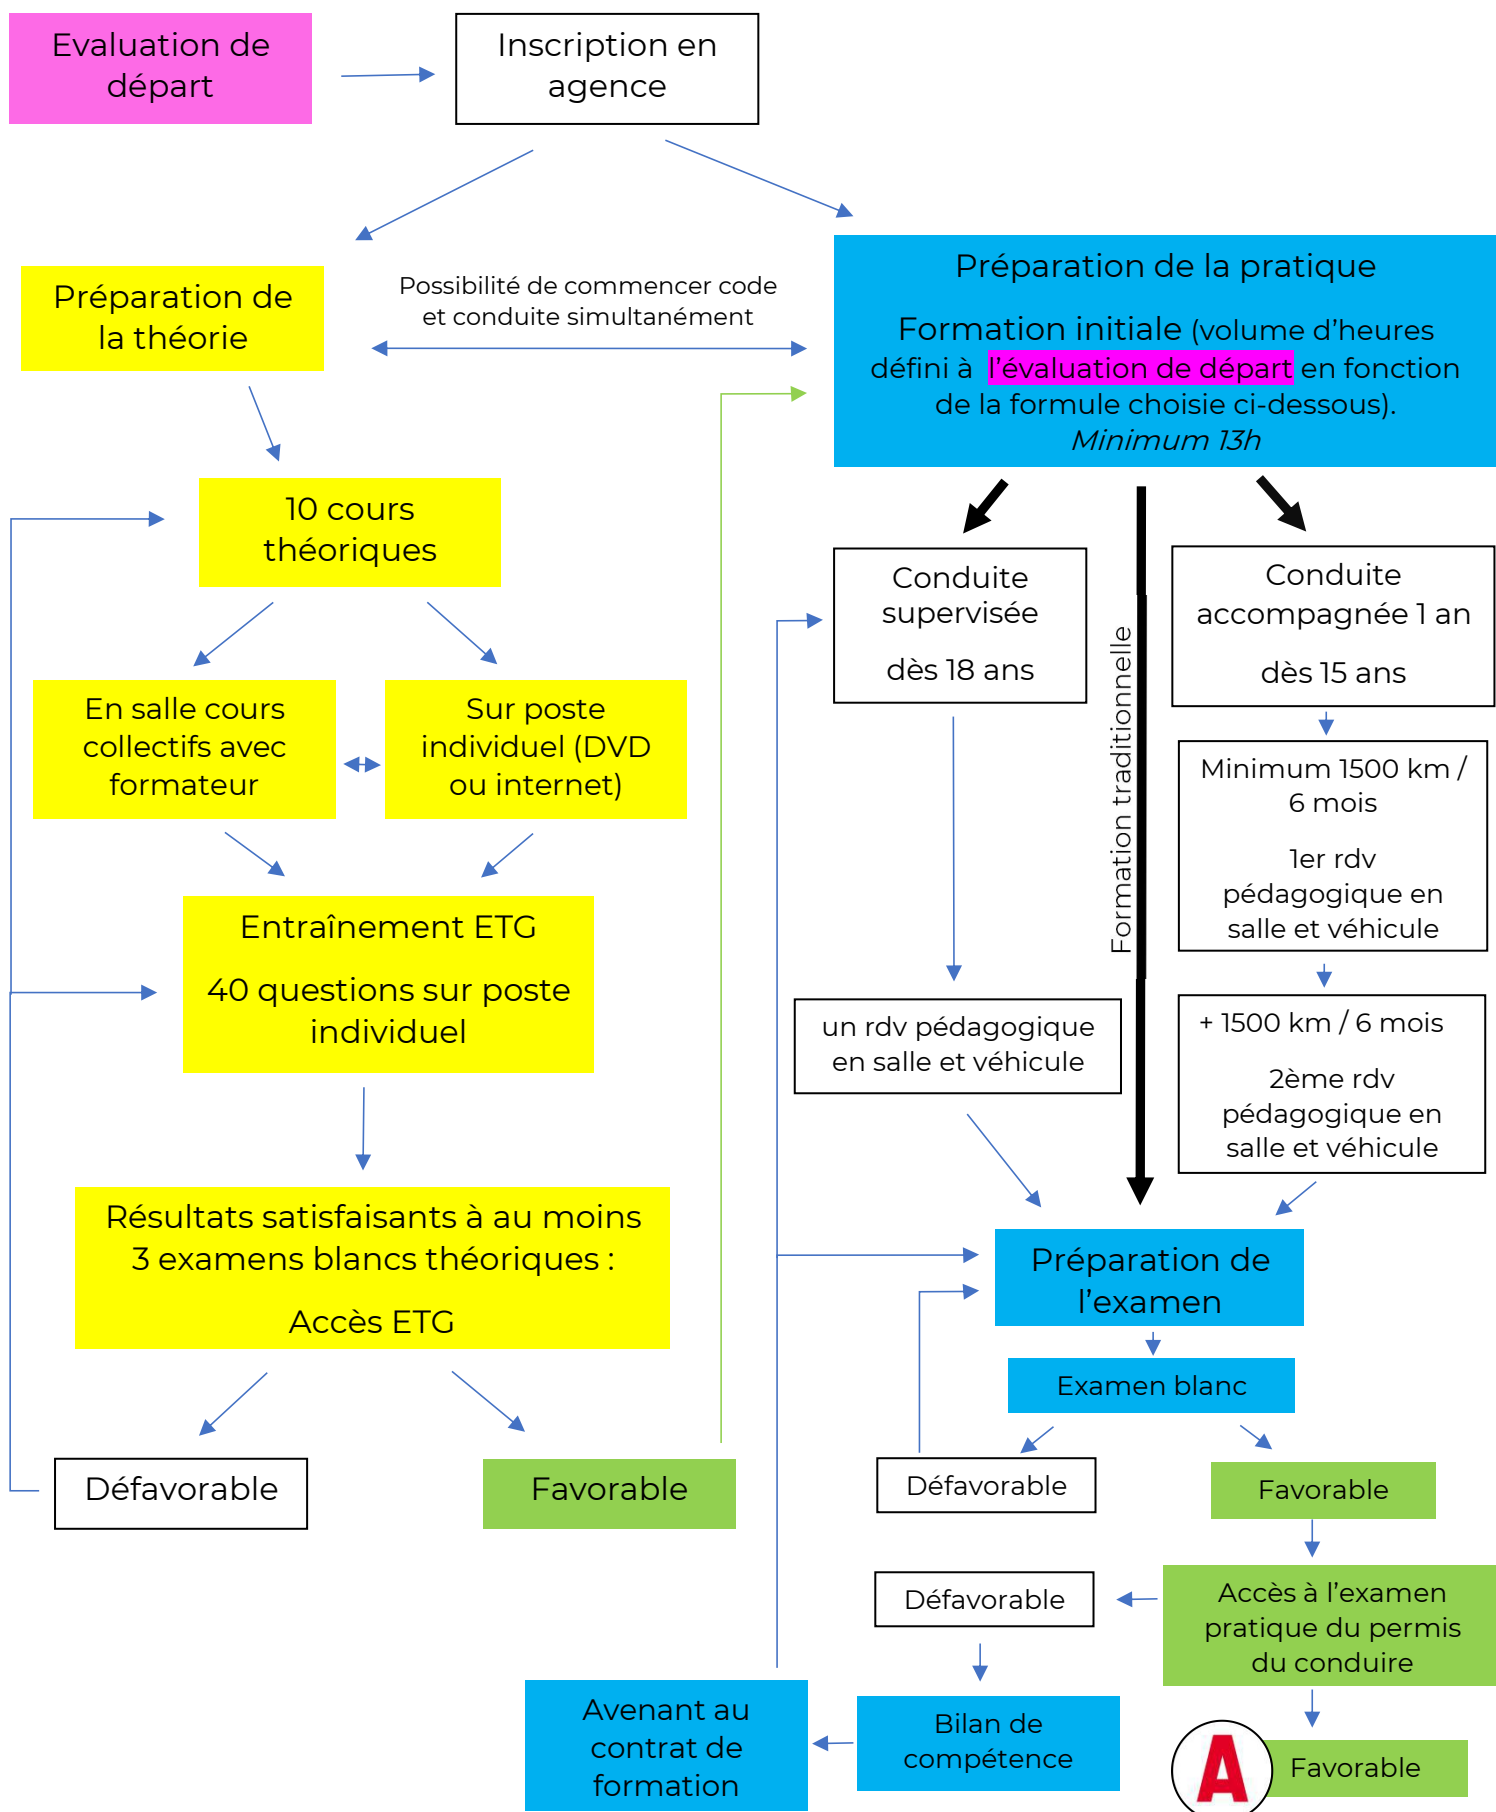 Evaluation de
départ
Inscription en
agence
Préparation de
la théorie
Possibilité de commencer code
et conduite simultanément
Préparation de la pratique
Formation initiale (volume d’heures
défini à l’évaluation de départ en fonction
de la formule choisie ci-dessous).
Minimum 13h
10 cours
théoriques
En salle cours
collectifs avec
formateur
Sur poste
individuel (DVD
ou internet)
Entraînement ETG
40 questions sur poste
individuel
Résultats satisfaisants à au moins
3 examens blancs théoriques :
Accès ETG
Défavorable
Favorable
Conduite
supervisée
dès 18 ans
Formation traditionnelle
Conduite
accompagnée 1 an
dès 15 ans
Minimum 1500 km /
6 mois
1er rdv
pédagogique en
salle et véhicule
un rdv pédagogique
en salle et véhicule
+ 1500 km / 6 mois
2ème rdv
pédagogique en
salle et véhicule
Préparation de
l’examen
Examen blanc
Défavorable
Favorable
Défavorable
Accès à l’examen
pratique du permis
du conduire
Avenant au
contrat de
formation
Bilan de
compétence
A
Favorable